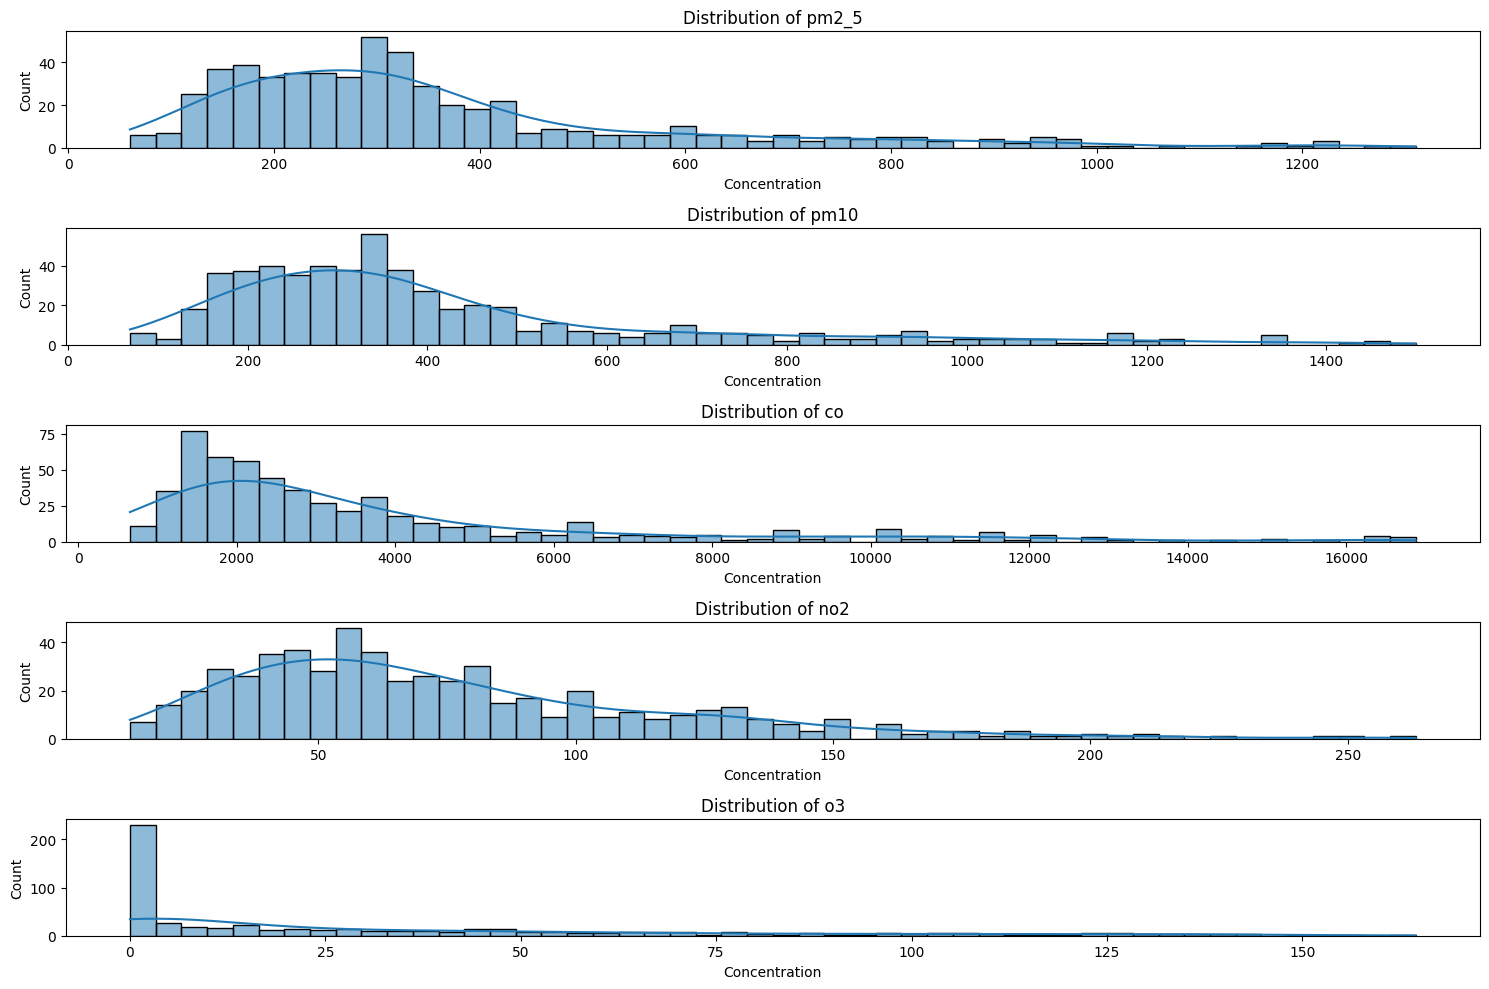 Distribution of pm2_5
Count
40
20
0
0 200 400 600 800 1000 1200
Concentration
Distribution of pm10
Count
40
20
0
0 200 400 600 800 1000 1200 1400
Concentration
Distribution of co
Count
75
50
25
0
0 2000 4000 6000 8000 10000 12000 14000 16000
Concentration
Distribution of no2
Count
40
20
0
50 100 150 200 250
Concentration
Distribution of o3
Count
200
100
0
0 25 50 75 100 125 150
Concentration